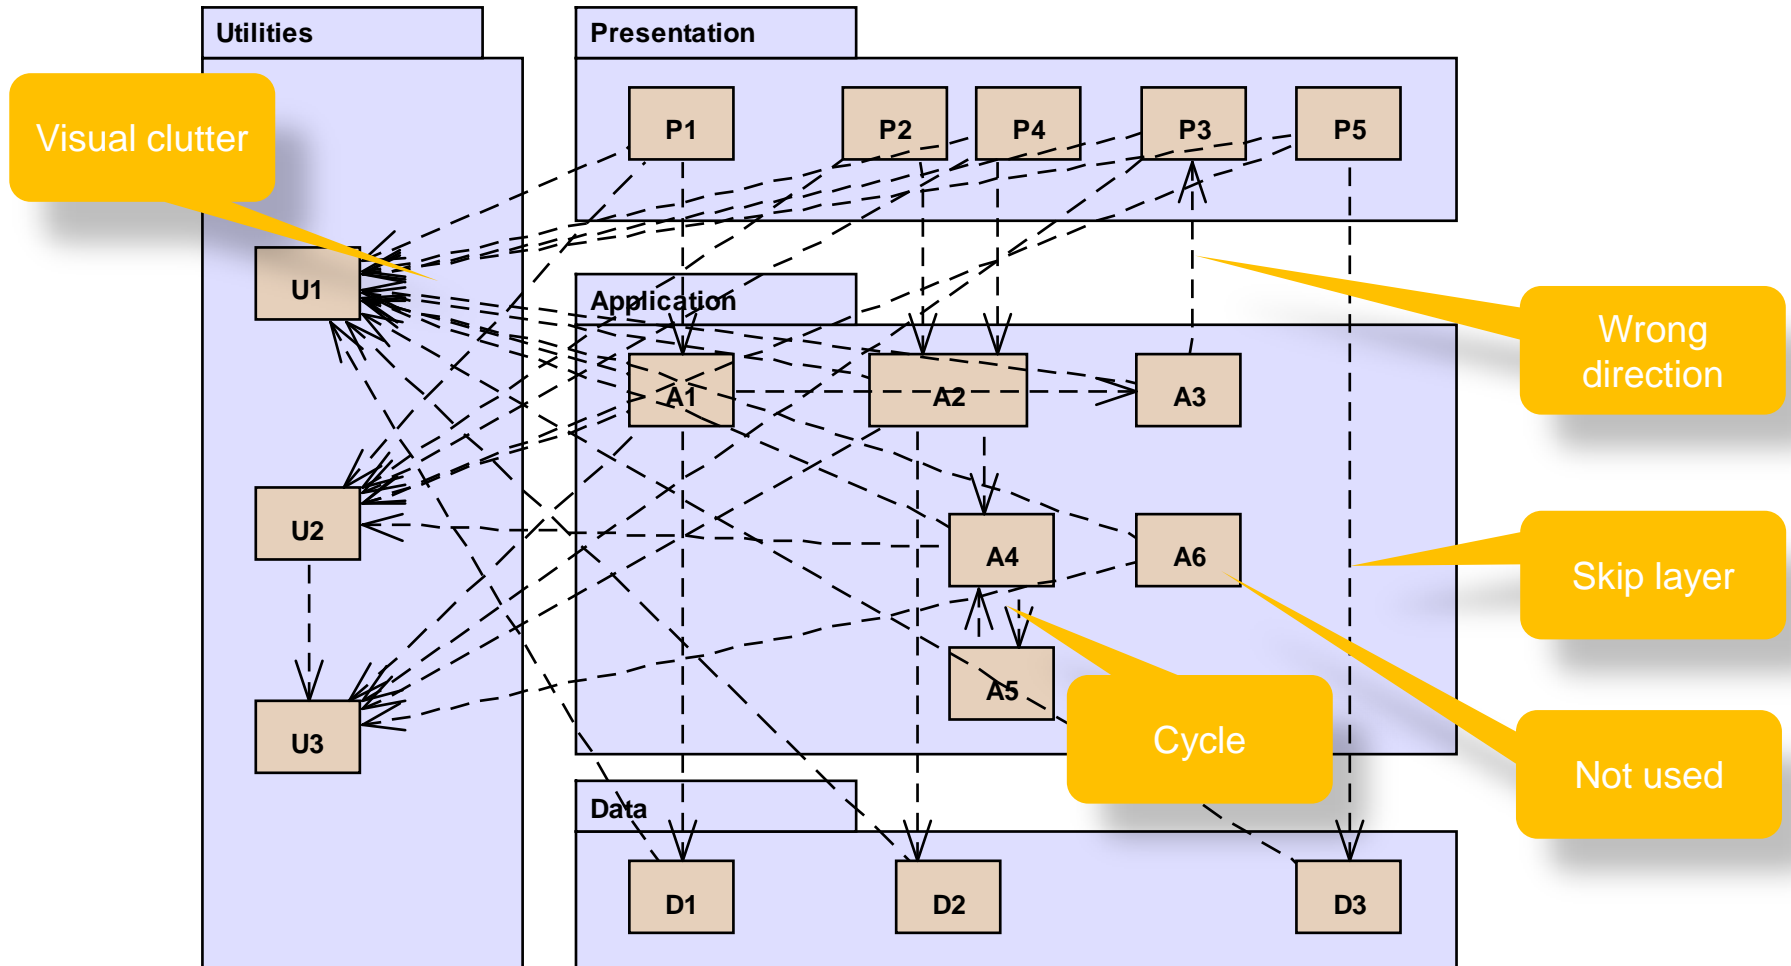 Utilities
Presentation
Visual clutter
P1
P2
P4
P3
P5
U1
Application
Wrong
direction
A1
A2
A3
U2
A4
A6
Skip layer
A5
U3
Cycle
Not used
Data
D1
D2
D3